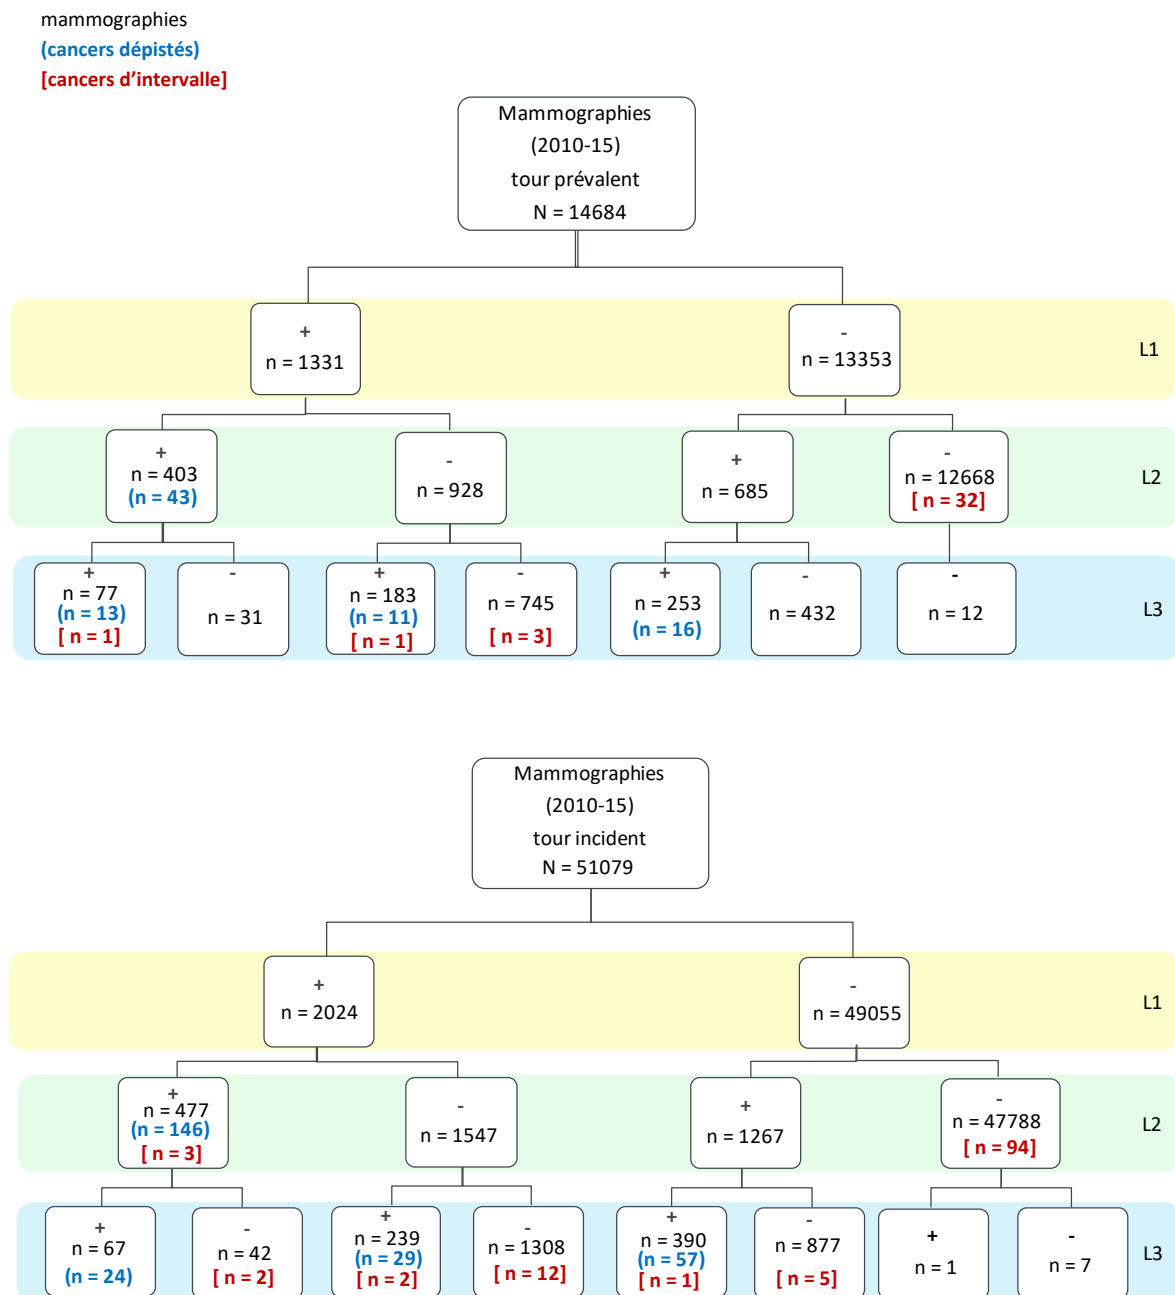 mammographies
(cancers dépistés)
[cancers d’intervalle]
Mammographies
(2010-15)
tour prévalent
N = 14684
+
n = 1331
-
n = 13353
L1
+
n = 403
(n = 43)
-
n = 928
+
n = 685
-
n = 12668
[ n = 32]
L2
+
n = 77
(n = 13)
[ n = 1]
-
n = 31
+
n = 183
(n = 11)
[ n = 1]
-
n = 745
[ n = 3]
+
n = 253
(n = 16)
-
n = 432
-
n = 12
L3
Mammographies
(2010-15)
tour incident
N = 51079
+
n = 2024
-
n = 49055
L1
+
n = 477
(n = 146)
[ n = 3]
-
n = 1547
+
n = 1267
-
n = 47788
[ n = 94]
L2
+
n = 67
(n = 24)
-
n = 42
[ n = 2]
+
n = 239
(n = 29)
[ n = 2]
-
n = 1308
[ n = 12]
+
n = 390
(n = 57)
[ n = 1]
-
n = 877
[ n = 5]
+
n = 1
-
n = 7
L3